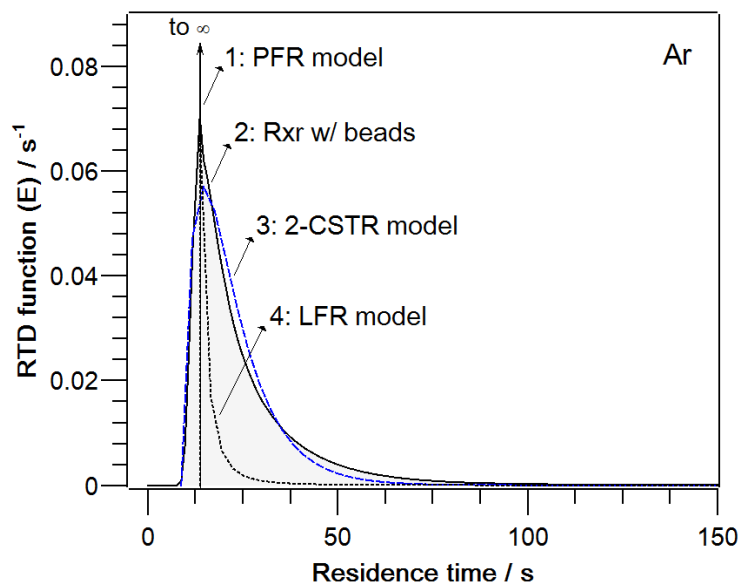 to ∞
Ar
1: PFR model
2: Rxr w/ beads
3: 2-CSTR model
4: LFR model
RTD function (E) / s⁻¹
0.08
0.06
0.04
0.02
0
0 50 100 150
Residence time / s